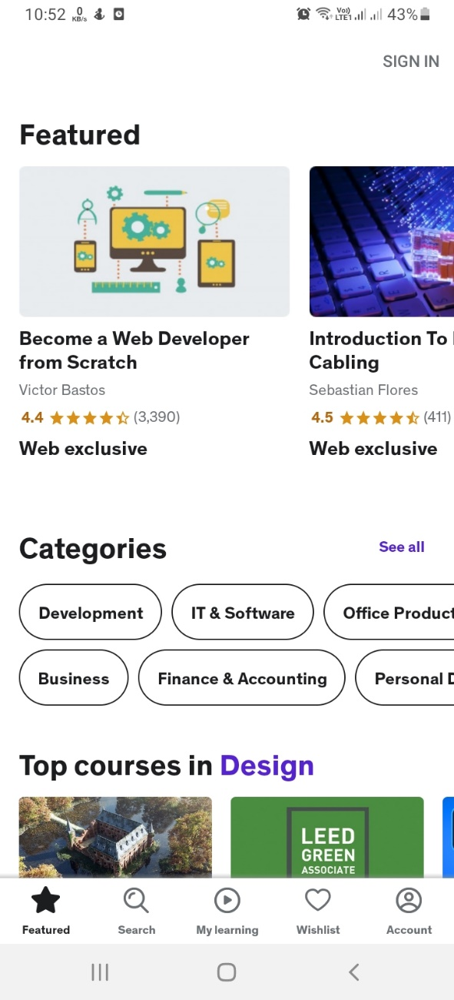 10:52 0 KB/s Vo) LTE1 43%
SIGN IN
Featured
Become a Web Developer
from Scratch
Victor Bastos
4.4 (3,390)
Web exclusive
Introduction To
Cabling
Sebastian Flores
4.5 (411)
Web exclusive
Categories See all
Development IT & Software Office Product
Business Finance & Accounting Personal D
Top courses in Design
LEED
GREEN
ASSOCIATE
Featured Search My learning Wishlist Account